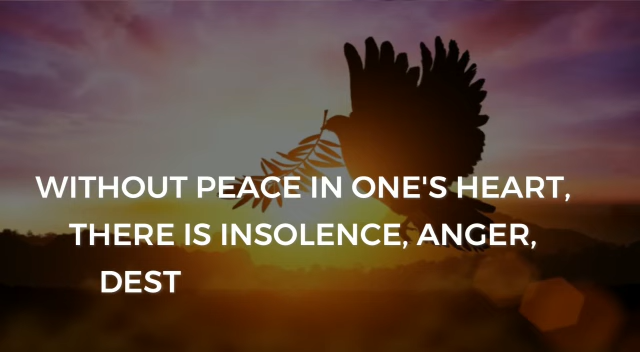 WITHOUT PEACE IN ONE'S HEART,
THERE IS INSOLENCE, ANGER,
DEST